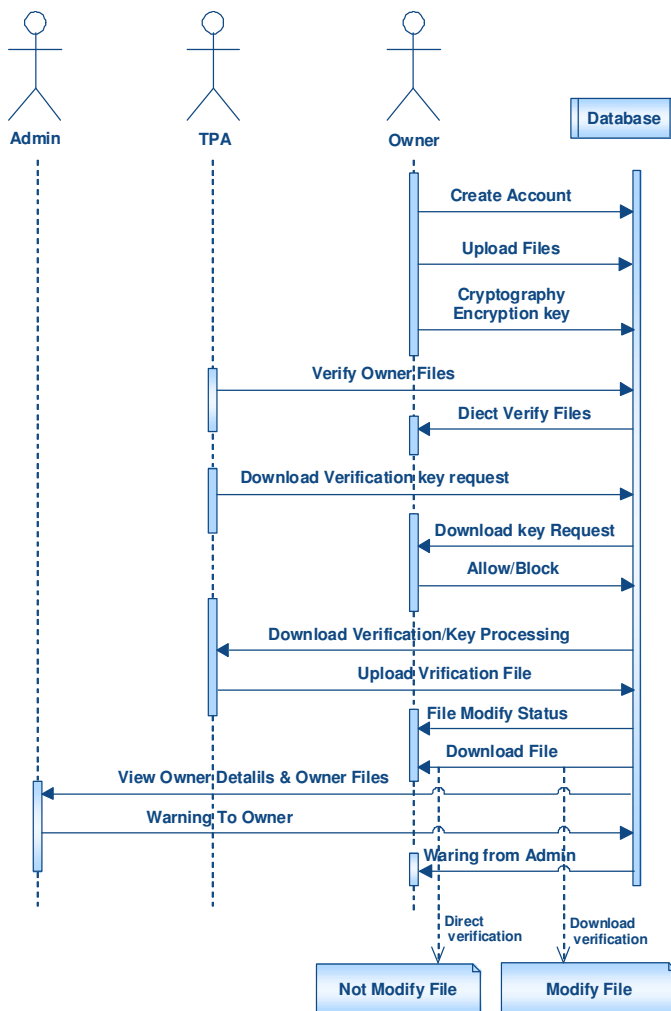 Admin
TPA
Owner
Database
Create Account
Upload Files
Cryptography
Encryption key
Verify Owner Files
Diect Verify Files
Download Verification key request
Download key Request
Allow/Block
Download Verification/Key Processing
Upload Vrification File
File Modify Status
Download File
View Owner Detalils & Owner Files
Warning To Owner
Waring from Admin
Direct
verification
Download
verification
Not Modify File
Modify File